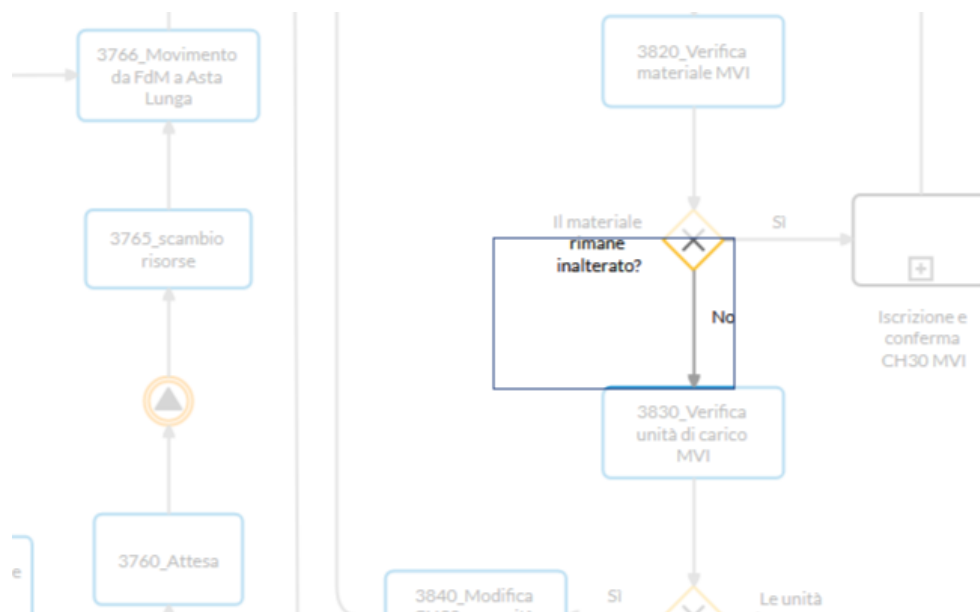 3766_Movimento
da FdM a Asta
Lunga
3820_Verifica
materiale MVI
3765_scambio
risorse
Il materiale
rimane
inalterato?
SI
No
Iscrizione e
conferma
CH30 MVI
3830_Verifica
unità di carico
MVI
3760_Attesa
e
3840_Modifica
SI
Le unità